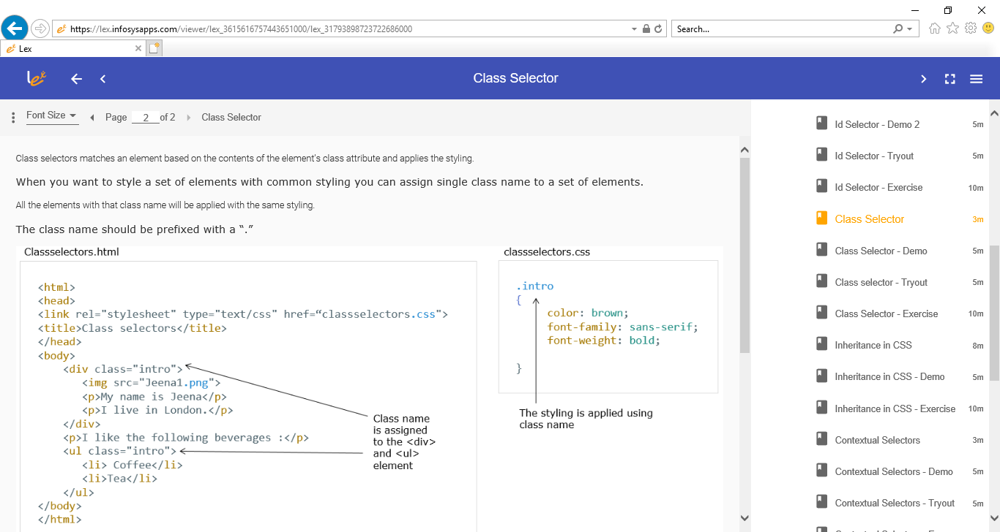 https://lex.infosysapps.com/viewer/lex_3615616757443651000/lex_31793898723722686000
Search...
Lex
lex
Class Selector
Font Size
Page 2 of 2
Class Selector
Class selectors matches an element based on the contents of the element's class attribute and applies the styling.
When you want to style a set of elements with common styling you can assign single class name to a set of elements.
All the elements with that class name will be applied with the same styling.
The class name should be prefixed with a “.”
Classselectors.html
<html>
<head>
<link rel="stylesheet" type="text/css" href=“classselectors.css">
<title>Class selectors</title>
</head>
<body>
<div class="intro">
<img src="Jeena1.png">
<p>My name is Jeena</p>
<p>I live in London.</p>
</div>
<p>I like the following beverages :</p>
<ul class="intro">
<li> Coffee</li>
<li>Tea</li>
</ul>
</body>
</html>
Class name
is assigned
to the <div>
and <ul>
element
classselectors.css
.intro
{
color: brown;
font-family: sans-serif;
font-weight: bold;
}
The styling is applied using
class name
Id Selector - Demo 2 5m
Id Selector - Tryout 5m
Id Selector - Exercise 10m
Class Selector 3m
Class Selector - Demo 5m
Class selector - Tryout 5m
Class Selector - Exercise 10m
Inheritance in CSS 8m
Inheritance in CSS - Demo 5m
Inheritance in CSS - Exercise 10m
Contextual Selectors 3m
Contextual Selectors - Demo 5m
Contextual Selectors - Tryout 5m